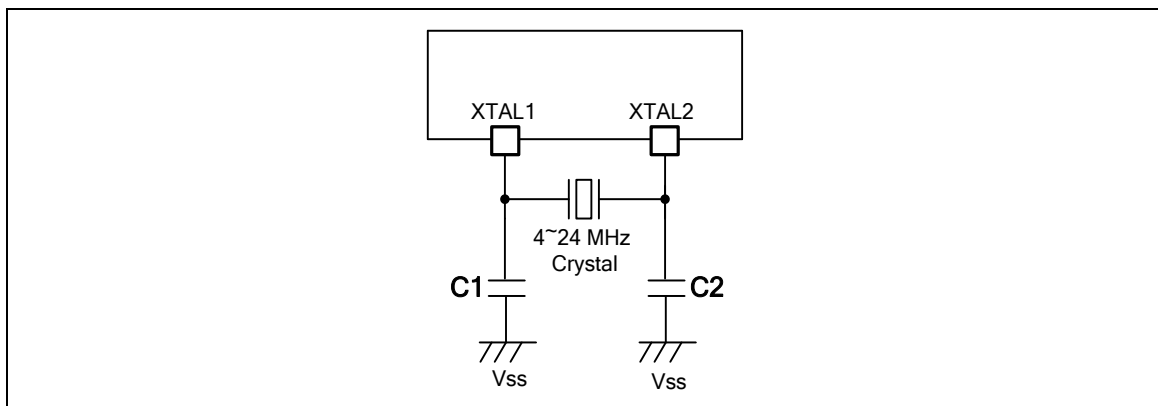 XTAL1 XTAL2
4~24 MHz
Crystal
C1 C2
Vss Vss